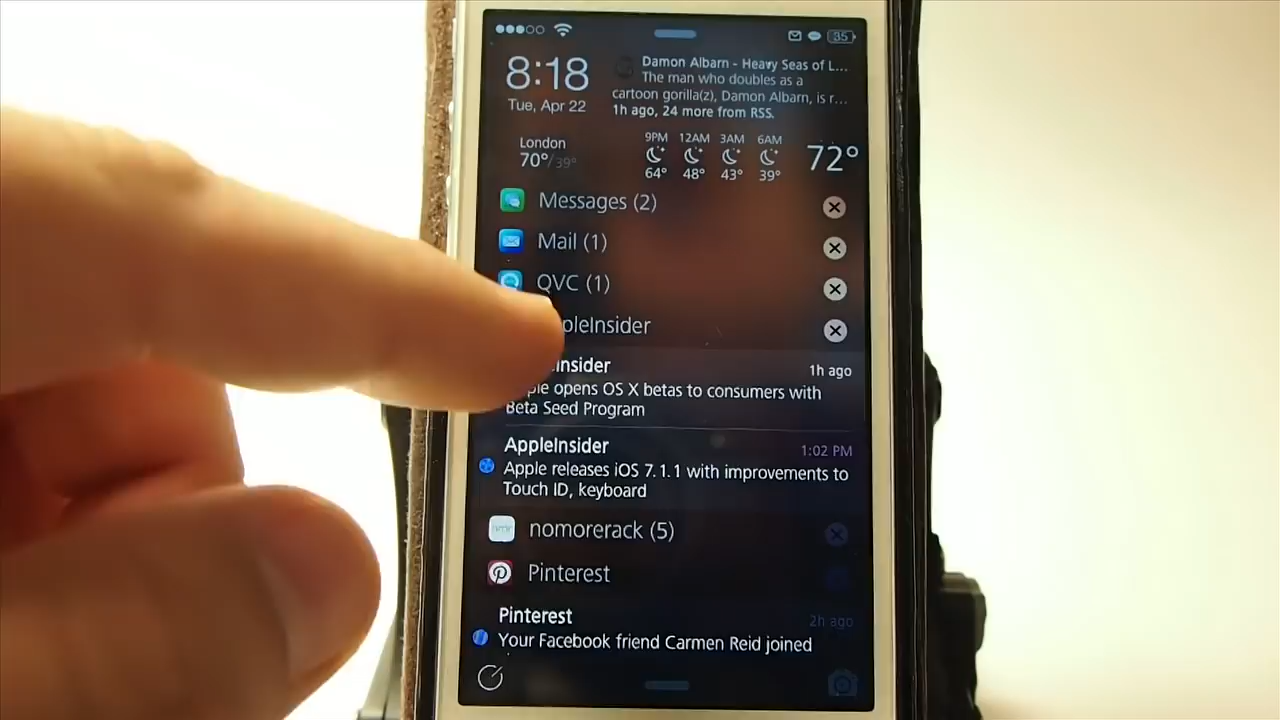 35
8:18
Tue, Apr 22
Damon Albarn - Heavy Seas of L...
The man who doubles as a
cartoon gorilla(z), Damon Albarn, is r...
1h ago, 24 more from RSS.
London
70°/39°
9PM 12AM 3AM 6AM
64° 48° 43° 39°
72°
Messages (2)
Mail (1)
QVC (1)
pleInsider
Insider 1h ago
ple opens OS X betas to consumers with
Beta Seed Program
AppleInsider 1:02 PM
Apple releases iOS 7.1.1 with improvements to
Touch ID, keyboard
nomorerack (5)
Pinterest
Pinterest 2h ago
Your Facebook friend Carmen Reid joined